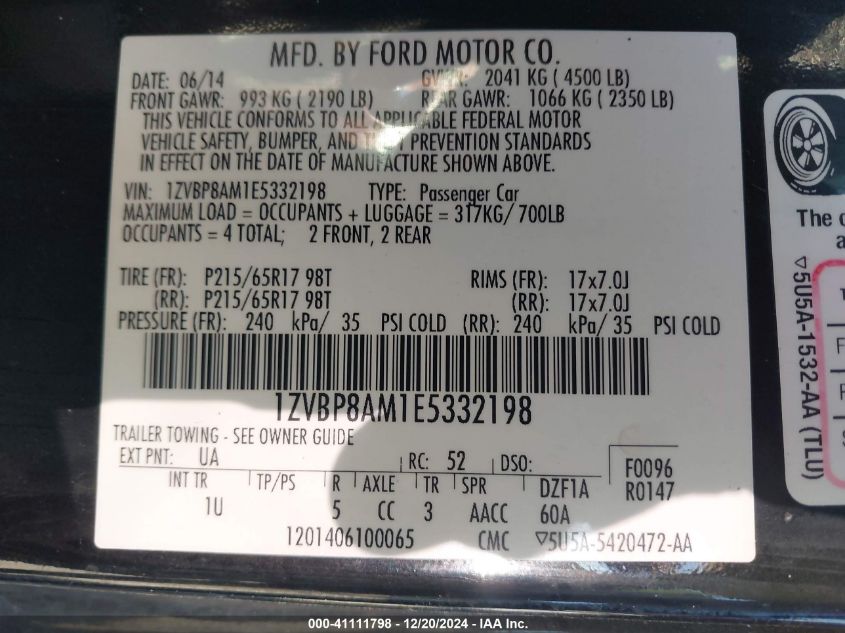 MFD. BY FORD MOTOR CO.
DATE: 06/14 GVWR: 2041 KG ( 4500 LB)
FRONT GAWR: 993 KG ( 2190 LB) REAR GAWR: 1066 KG ( 2350 LB)
THIS VEHICLE CONFORMS TO ALL APPLICABLE FEDERAL MOTOR
VEHICLE SAFETY, BUMPER, AND THEFT PREVENTION STANDARDS
IN EFFECT ON THE DATE OF MANUFACTURE SHOWN ABOVE.
VIN: 1ZVBP8AM1E5332198 TYPE: Passenger Car
MAXIMUM LOAD = OCCUPANTS + LUGGAGE = 317KG/ 700LB
OCCUPANTS = 4 TOTAL; 2 FRONT, 2 REAR
TIRE (FR): P215/65R17 98T RIMS (FR): 17x7.0J
(RR): P215/65R17 98T (RR): 17x7.0J
PRESSURE (FR): 240 kPa/ 35 PSI COLD (RR): 240 kPa/ 35 PSI COLD
1ZVBP8AM1E5332198
TRAILER TOWING - SEE OWNER GUIDE
EXT PNT: UA RC: 52 DSO: F0096
INT TR TP/PS R AXLE TR SPR DZF1A R0147
1U 5 CC 3 AACC 60A
1201406100065 CMC ▽5U5A-5420472-AA
The
▽5U5A-1532-AA (TLU)
000-41111798 - 12/20/2024 - IAA Inc.